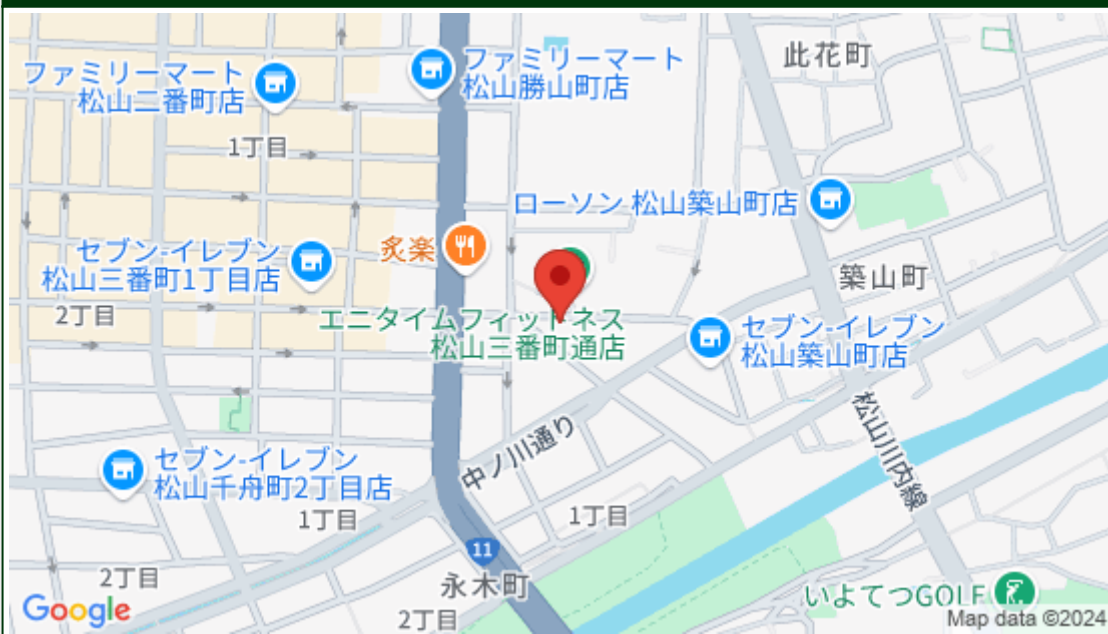 此花町
ファミリーマート
松山二番町店
ファミリーマート
松山勝山町店
1丁目
ローソン 松山築山町店
セブン-イレブン
松山三番町1丁目店
炙楽
築山町
2丁目
エニタイムフィットネス
松山三番町通店
セブン-イレブン
松山築山町店
松山川内線
中ノ川通り
セブン-イレブン
松山千舟町2丁目店
1丁目
1丁目
11
2丁目
永木町
いよてつGOLF
Google
2丁目
Map data ©2024